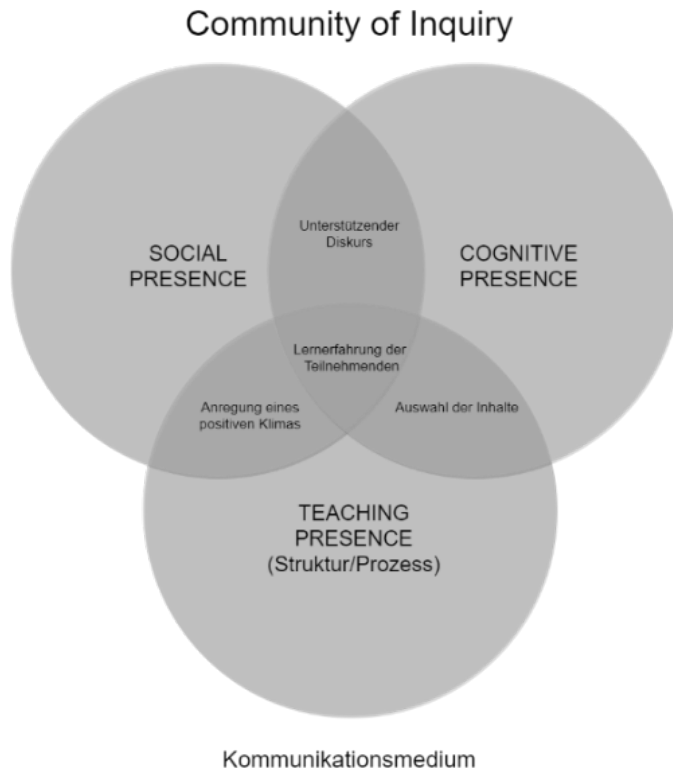 Community of Inquiry
Unterstützender
Diskurs
SOCIAL
PRESENCE
COGNITIVE
PRESENCE
Lernerfahrung der
Teilnehmenden
Anregung eines
positiven Klimas
Auswahl der Inhalte
TEACHING
PRESENCE
(Struktur/Prozess)
Kommunikationsmedium